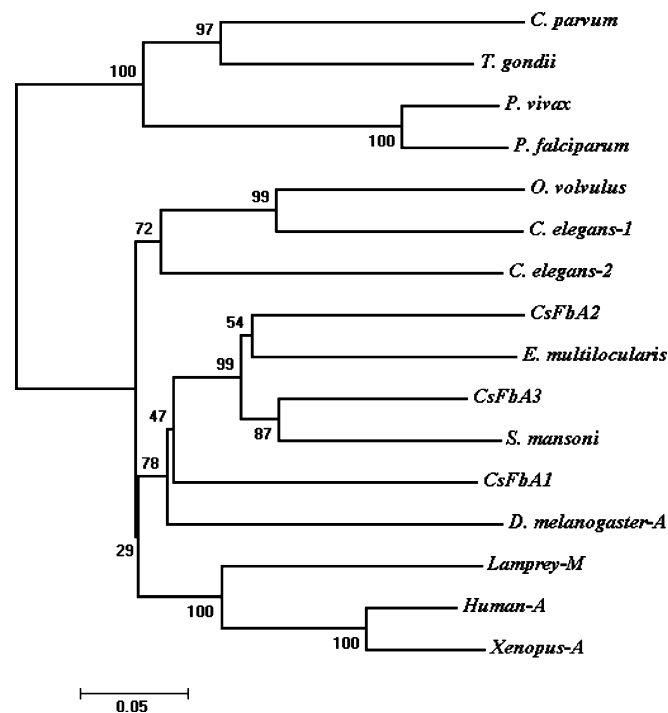 C. parvum
97
T. gondii
100
P. vivax
100
P. falciparum
O. volvulus
99
C. elegans-1
72
C. elegans-2
CsFbA2
54
E. multilocularis
99
CsFbA3
47
87
S. mansoni
78
CsFbA1
D. melanogaster-A
29
Lamprey-M
100
Human-A
100
Xenopus-A
0.05